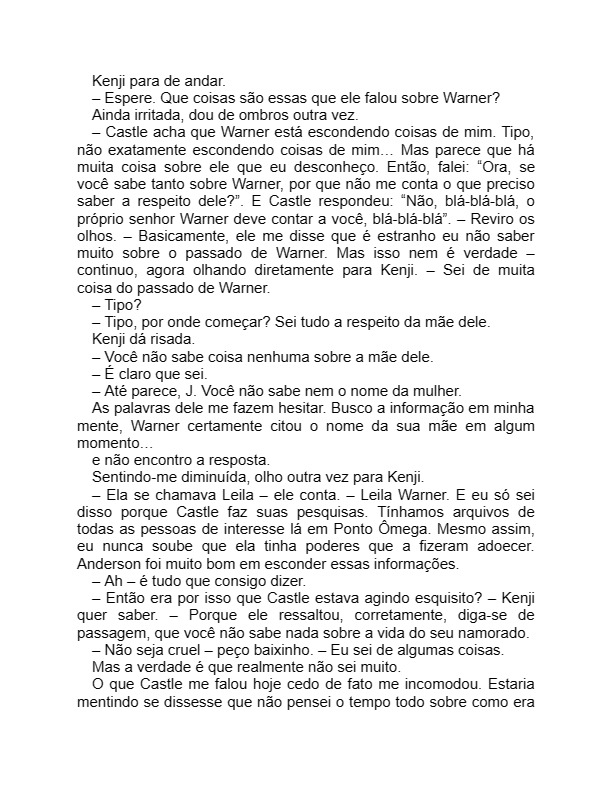 Kenji para de andar.
– Espere. Que coisas são essas que ele falou sobre Warner?
Ainda irritada, dou de ombros outra vez.
– Castle acha que Warner está escondendo coisas de mim. Tipo,
não exatamente escondendo coisas de mim… Mas parece que há
muita coisa sobre ele que eu desconheço. Então, falei: “Ora, se
você sabe tanto sobre Warner, por que não me conta o que preciso
saber a respeito dele?”. E Castle respondeu: “Não, blá-blá-blá, o
próprio senhor Warner deve contar a você, blá-blá-blá”. – Reviro os
olhos. – Basicamente, ele me disse que é estranho eu não saber
muito sobre o passado de Warner. Mas isso nem é verdade –
continuo, agora olhando diretamente para Kenji. – Sei de muita
coisa do passado de Warner.
– Tipo?
– Tipo, por onde começar? Sei tudo a respeito da mãe dele.
Kenji dá risada.
– Você não sabe coisa nenhuma sobre a mãe dele.
– É claro que sei.
– Até parece, J. Você não sabe nem o nome da mulher.
As palavras dele me fazem hesitar. Busco a informação em minha
mente, Warner certamente citou o nome da sua mãe em algum
momento…
e não encontro a resposta.
Sentindo-me diminuída, olho outra vez para Kenji.
– Ela se chamava Leila – ele conta. – Leila Warner. E eu só sei
disso porque Castle faz suas pesquisas. Tínhamos arquivos de
todas as pessoas de interesse lá em Ponto Ômega. Mesmo assim,
eu nunca soube que ela tinha poderes que a fizeram adoecer.
Anderson foi muito bom em esconder essas informações.
– Ah – é tudo que consigo dizer.
– Então era por isso que Castle estava agindo esquisito? – Kenji
quer saber. – Porque ele ressaltou, corretamente, diga-se de
passagem, que você não sabe nada sobre a vida do seu namorado.
– Não seja cruel – peço baixinho. – Eu sei de algumas coisas.
Mas a verdade é que realmente não sei muito.
O que Castle me falou hoje cedo de fato me incomodou. Estaria
mentindo se dissesse que não pensei o tempo todo sobre como era